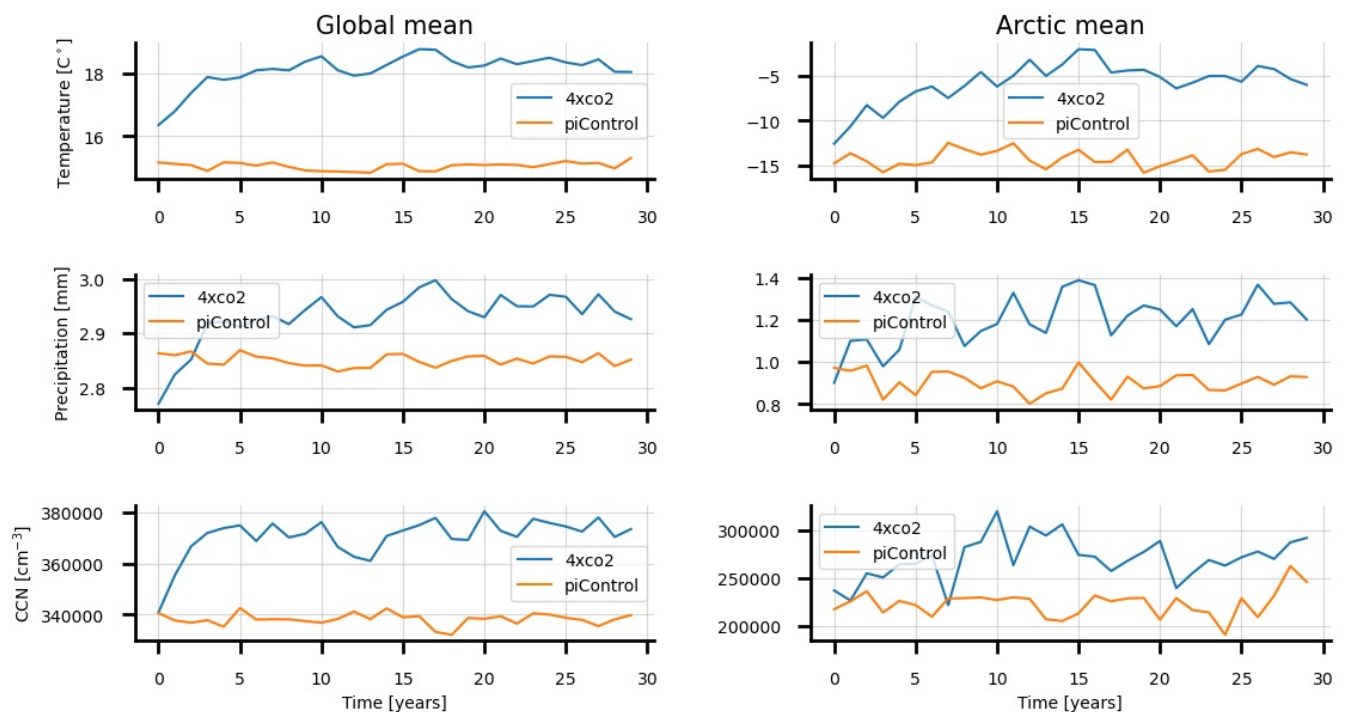 Global mean
Arctic mean
Temperature [C°]
18
16
4xco2
piControl
0 5 10 15 20 25 30
−5
−10
−15
4xco2
piControl
0 5 10 15 20 25 30
Precipitation [mm]
3.0
2.9
2.8
4xco2
piControl
0 5 10 15 20 25 30
1.4
1.2
1.0
0.8
4xco2
piControl
0 5 10 15 20 25 30
CCN [cm⁻³]
380000
360000
340000
4xco2
piControl
0 5 10 15 20 25 30
Time [years]
300000
250000
200000
4xco2
piControl
0 5 10 15 20 25 30
Time [years]